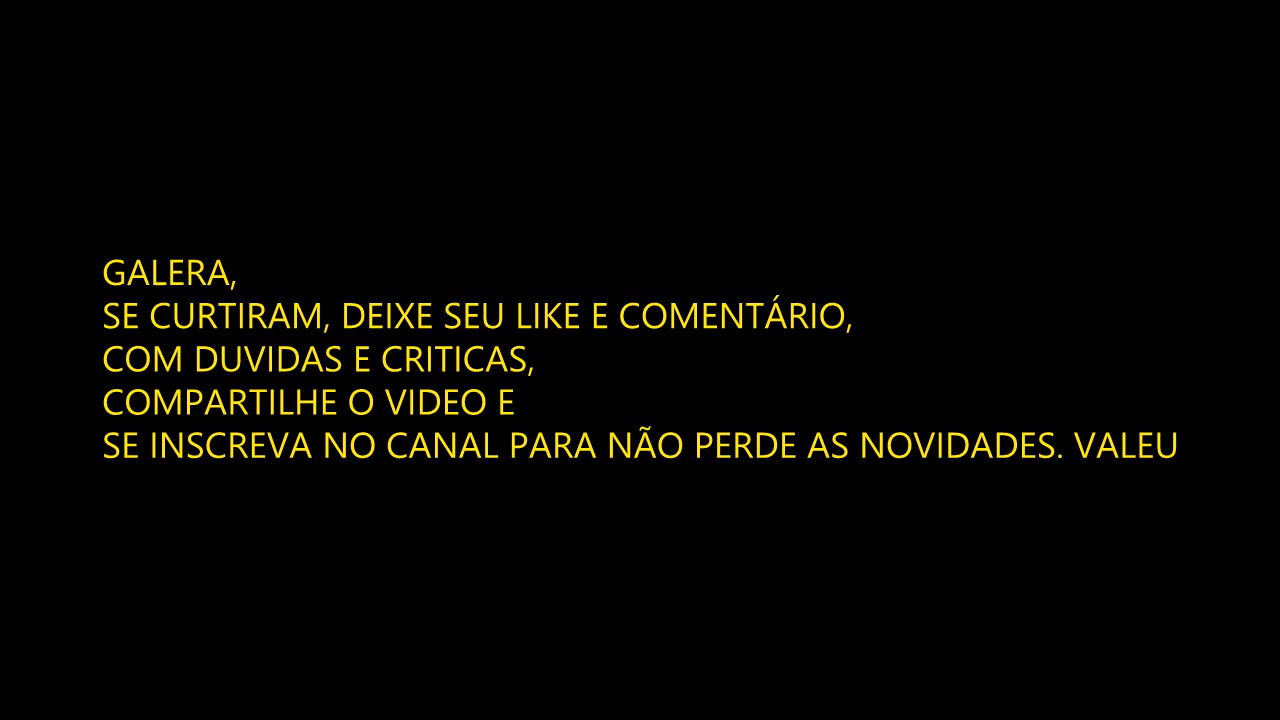 GALERA,
SE CURTIRAM, DEIXE SEU LIKE E COMENTÁRIO,
COM DUVIDAS E CRITICAS,
COMPARTILHE O VIDEO E
SE INSCREVA NO CANAL PARA NÃO PERDE AS NOVIDADES. VALEU